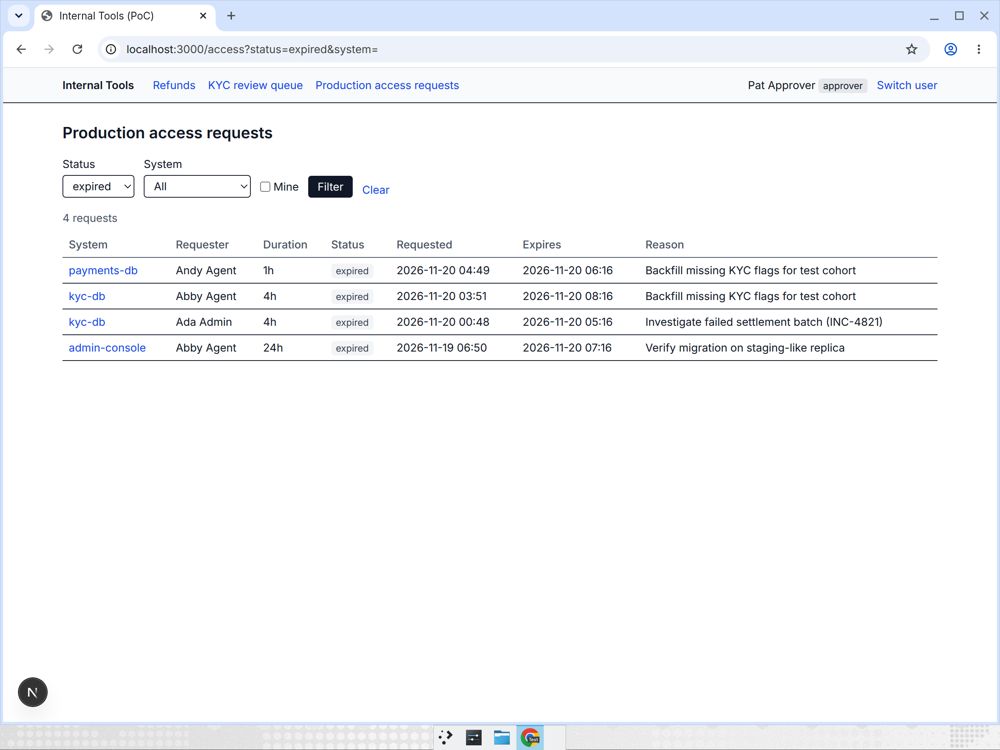 Internal Tools (PoC)
localhost:3000/access?status=expired&system=
Internal Tools Refunds KYC review queue Production access requests Pat Approver approver Switch user
Production access requests
Status System
expired All Mine Filter Clear
4 requests
System Requester Duration Status Requested Expires Reason
payments-db Andy Agent 1h expired 2026-11-20 04:49 2026-11-20 06:16 Backfill missing KYC flags for test cohort
kyc-db Abby Agent 4h expired 2026-11-20 03:51 2026-11-20 08:16 Backfill missing KYC flags for test cohort
kyc-db Ada Admin 4h expired 2026-11-20 00:48 2026-11-20 05:16 Investigate failed settlement batch (INC-4821)
admin-console Abby Agent 24h expired 2026-11-19 06:50 2026-11-20 07:16 Verify migration on staging-like replica
N